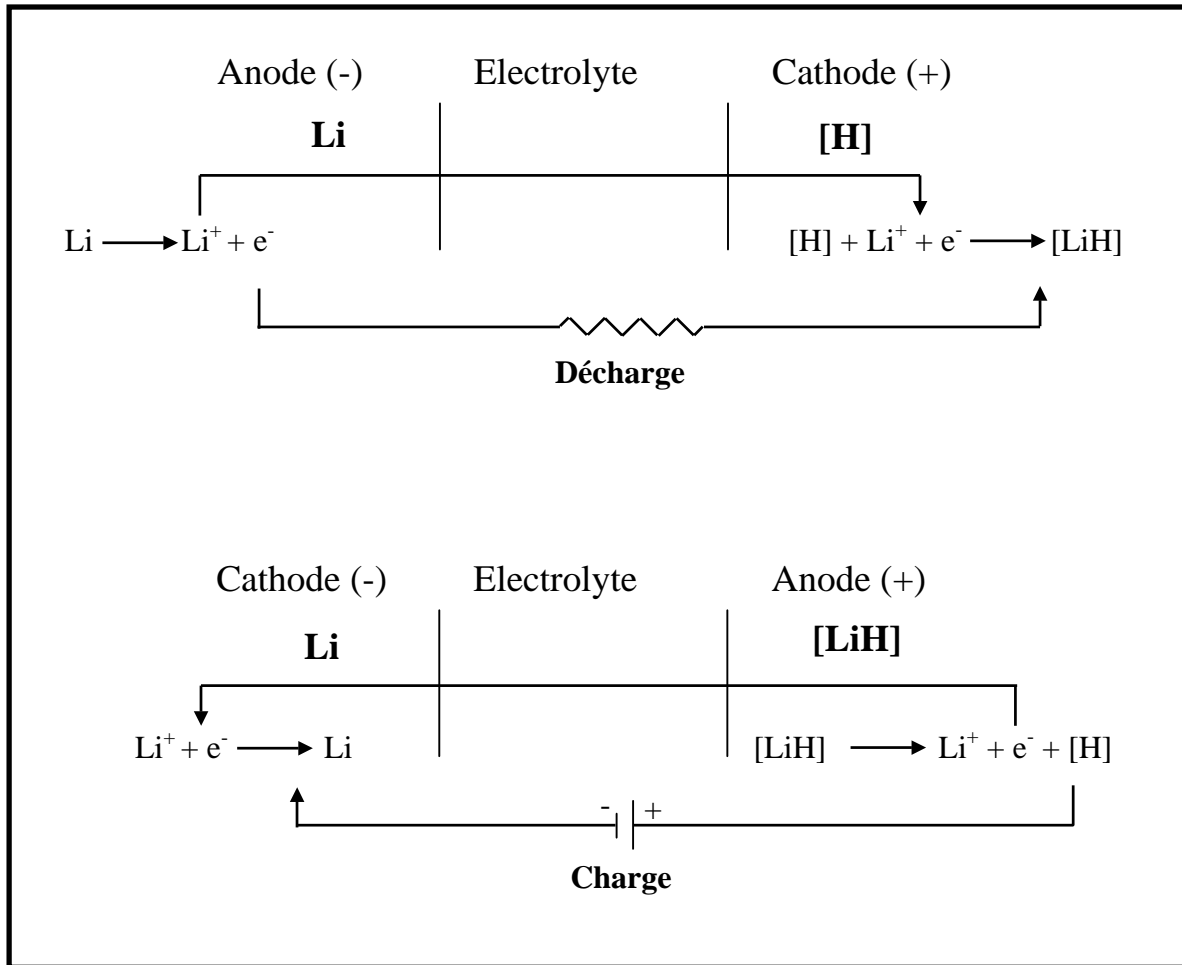 Anode (-) Electrolyte Cathode (+)
Li [H]
Li → Li⁺ + e⁻ [H] + Li⁺ + e⁻ → [LiH]
Décharge
Cathode (-) Electrolyte Anode (+)
Li [LiH]
Li⁺ + e⁻ → Li [LiH] → Li⁺ + e⁻ + [H]
- +
Charge